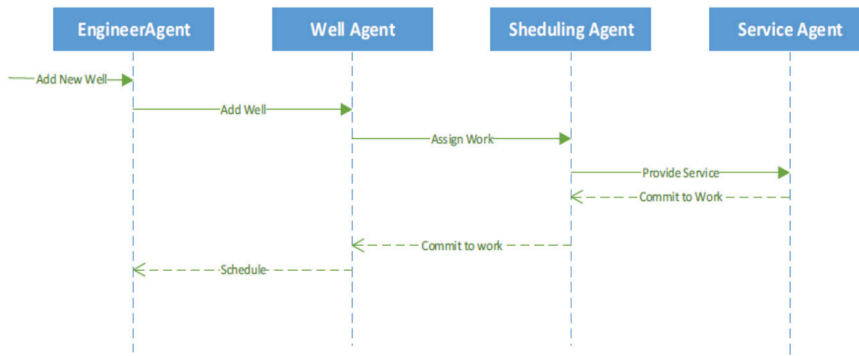 EngineerAgent
Well Agent
Sheduling Agent
Service Agent
Add New Well
Add Well
Assign Work
Provide Service
Commit to Work
Commit to work
Schedule